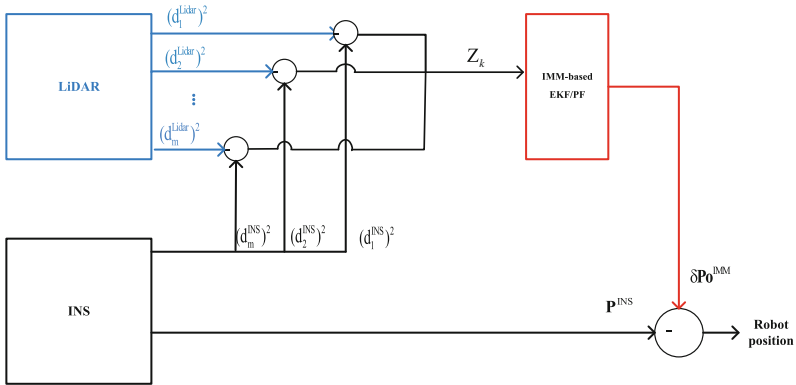 (d₁ᴸⁱᵈᵃʳ)²
(d₂ᴸⁱᵈᵃʳ)²
LiDAR
...
(dₘᴸⁱᵈᵃʳ)²
-
-
-
Zₖ
IMM-based
EKF/PF
(dₘᴵᴺˢ)²
(d₂ᴵᴺˢ)²
(d₁ᴵᴺˢ)²
INS
δPoᴵᴹᴹ
Pᴵᴺˢ
-
Robot
position